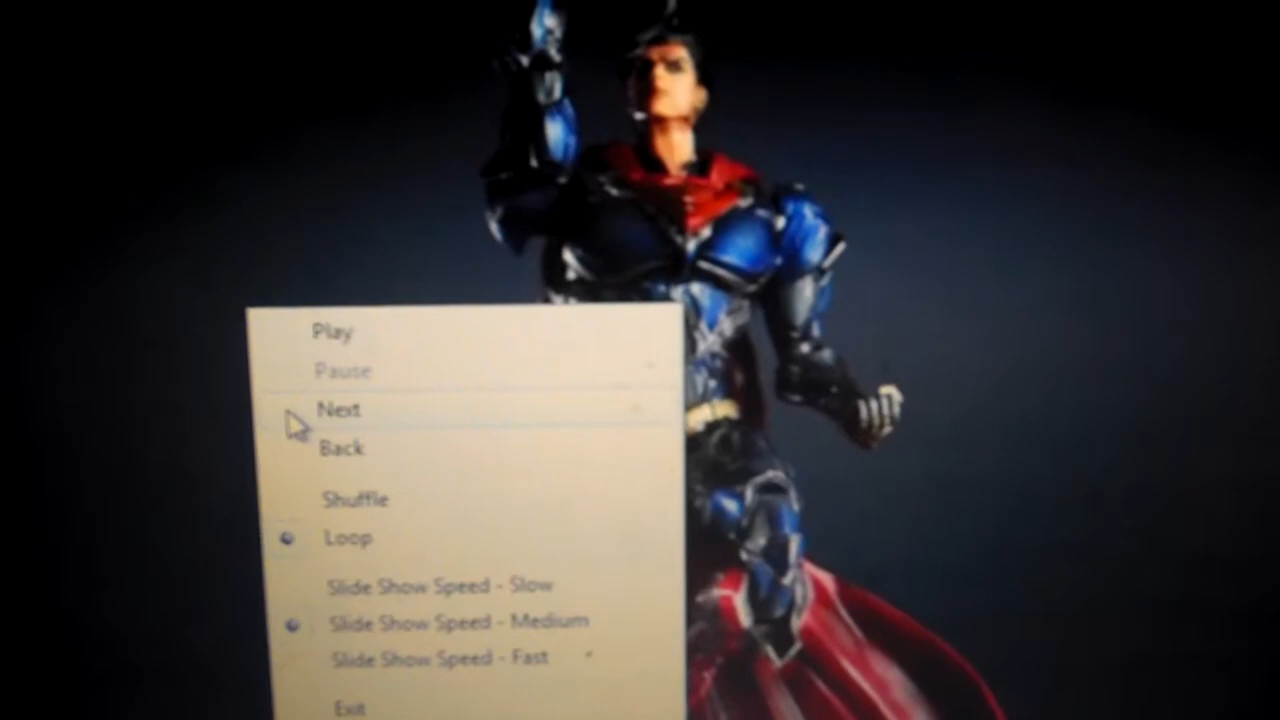 Play
Pause
Next
Back
Shuffle
Loop
Slide Show Speed - Slow
Slide Show Speed - Medium
Slide Show Speed - Fast
Exit